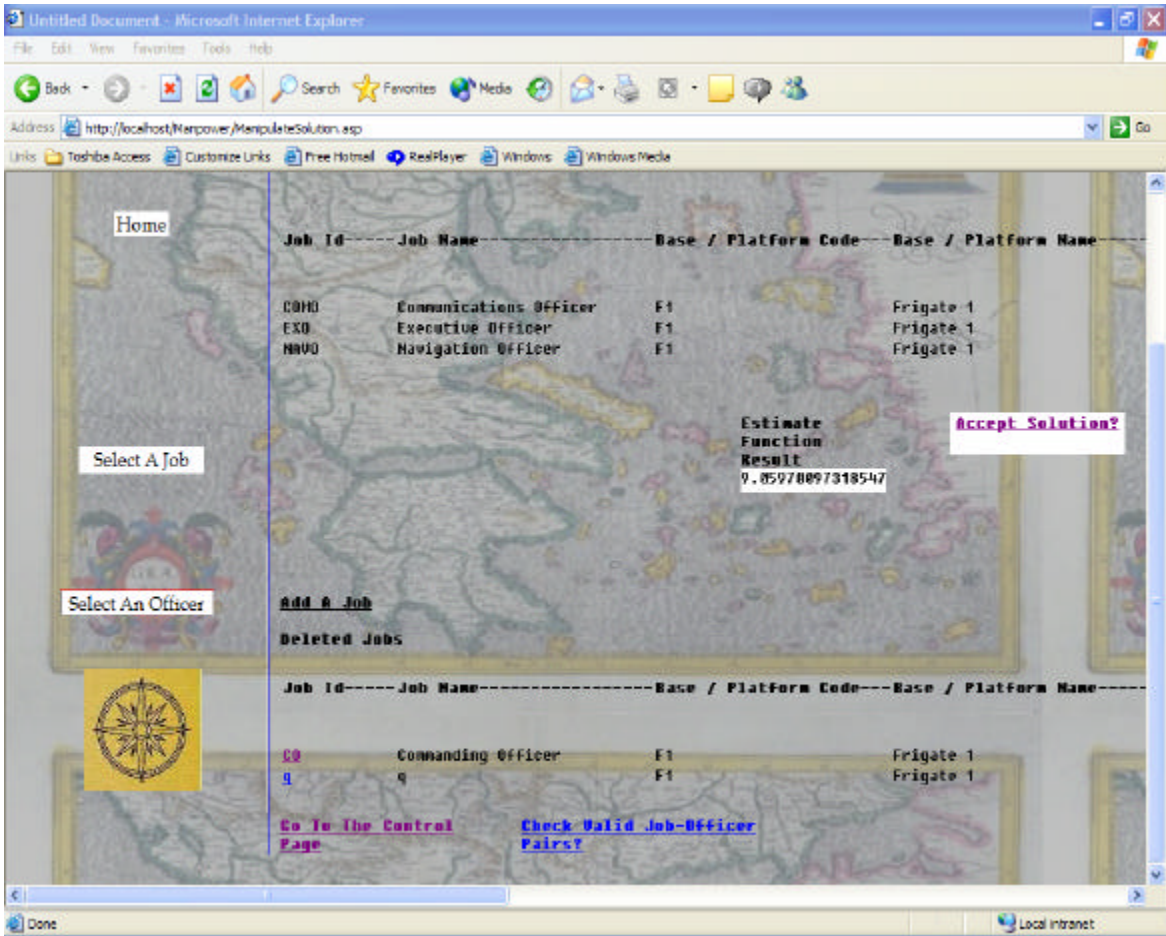 Untitled Document - Microsoft Internet Explorer
File Edit View Favorites Tools Help
Back Search Favorites Media
Address http://localhost/Manpower/ManipulateSolution.asp Go
Links Toshiba Access Customize Links Free Hotmail RealPlayer Windows Windows Media
Home
Job Id-----Job Name------------------Base / Platform Code---Base / Platform Name-----
COMO Communications Officer F1 Frigate 1
EXO Executive Officer F1 Frigate 1
NAVO Navigation Officer F1 Frigate 1
Estimate
Function
Result
9.05978097318547
Accept Solution?
Select A Job
Select An Officer
Add A Job
Deleted Jobs
Job Id-----Job Name------------------Base / Platform Code---Base / Platform Name-----
CO Commanding Officer F1 Frigate 1
q q F1 Frigate 1
Go To The Control
Page
Check Valid Job-Officer
Pairs?
Done Local intranet